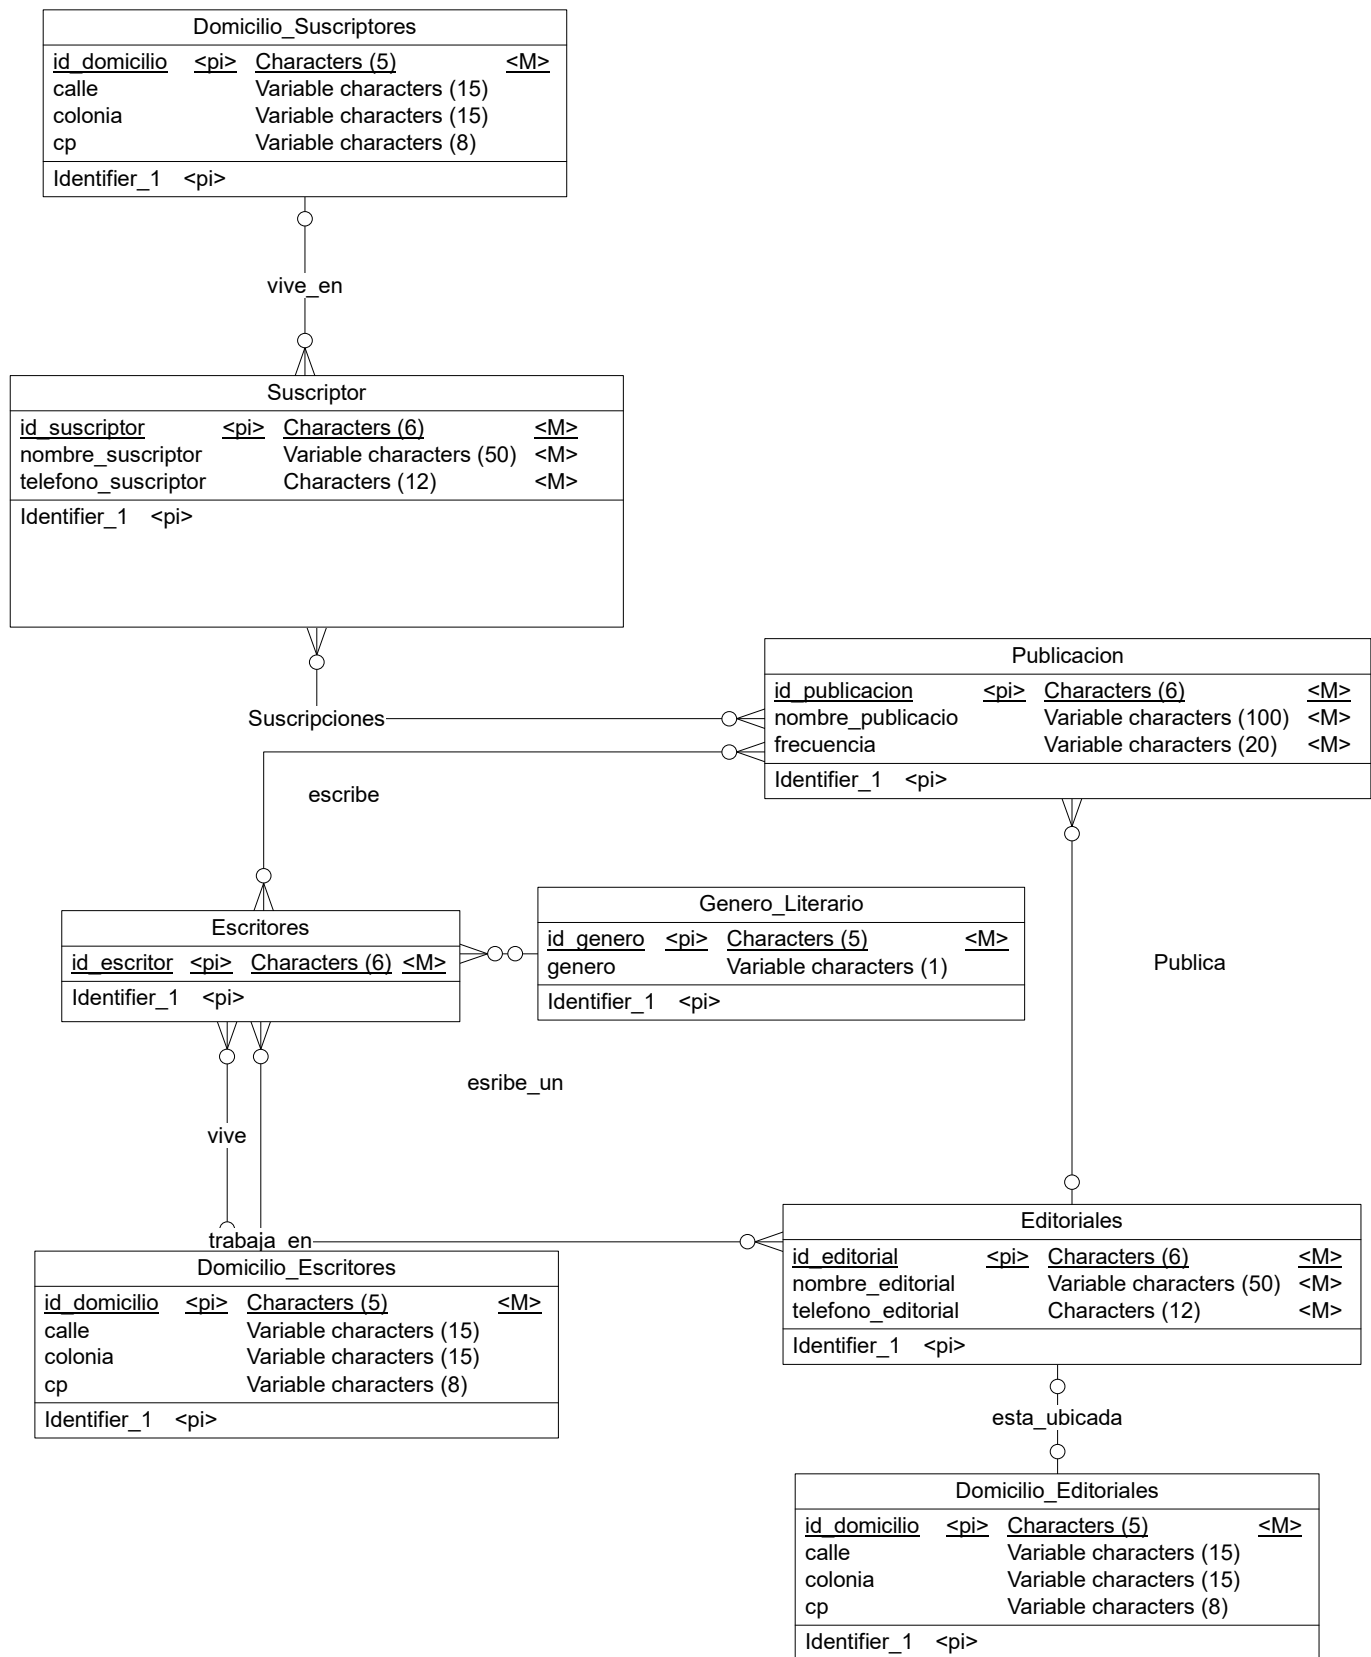 Domicilio_Suscriptores
id_domicilio <pi> Characters (5) <M>
calle Variable characters (15)
colonia Variable characters (15)
cp Variable characters (8)
Identifier_1 <pi>
vive_en
Suscriptor
id_suscriptor <pi> Characters (6) <M>
nombre_suscriptor Variable characters (50) <M>
telefono_suscriptor Characters (12) <M>
Identifier_1 <pi>
Suscripciones
Publicacion
id_publicacion <pi> Characters (6) <M>
nombre_publicacio Variable characters (100) <M>
frecuencia Variable characters (20) <M>
Identifier_1 <pi>
escribe
Escritores
id_escritor <pi> Characters (6) <M>
Identifier_1 <pi>
Genero_Literario
id_genero <pi> Characters (5) <M>
genero Variable characters (1)
Identifier_1 <pi>
Publica
esribe_un
vive
trabaja_en
Domicilio_Escritores
id_domicilio <pi> Characters (5) <M>
calle Variable characters (15)
colonia Variable characters (15)
cp Variable characters (8)
Identifier_1 <pi>
Editoriales
id_editorial <pi> Characters (6) <M>
nombre_editorial Variable characters (50) <M>
telefono_editorial Characters (12) <M>
Identifier_1 <pi>
esta_ubicada
Domicilio_Editoriales
id_domicilio <pi> Characters (5) <M>
calle Variable characters (15)
colonia Variable characters (15)
cp Variable characters (8)
Identifier_1 <pi>